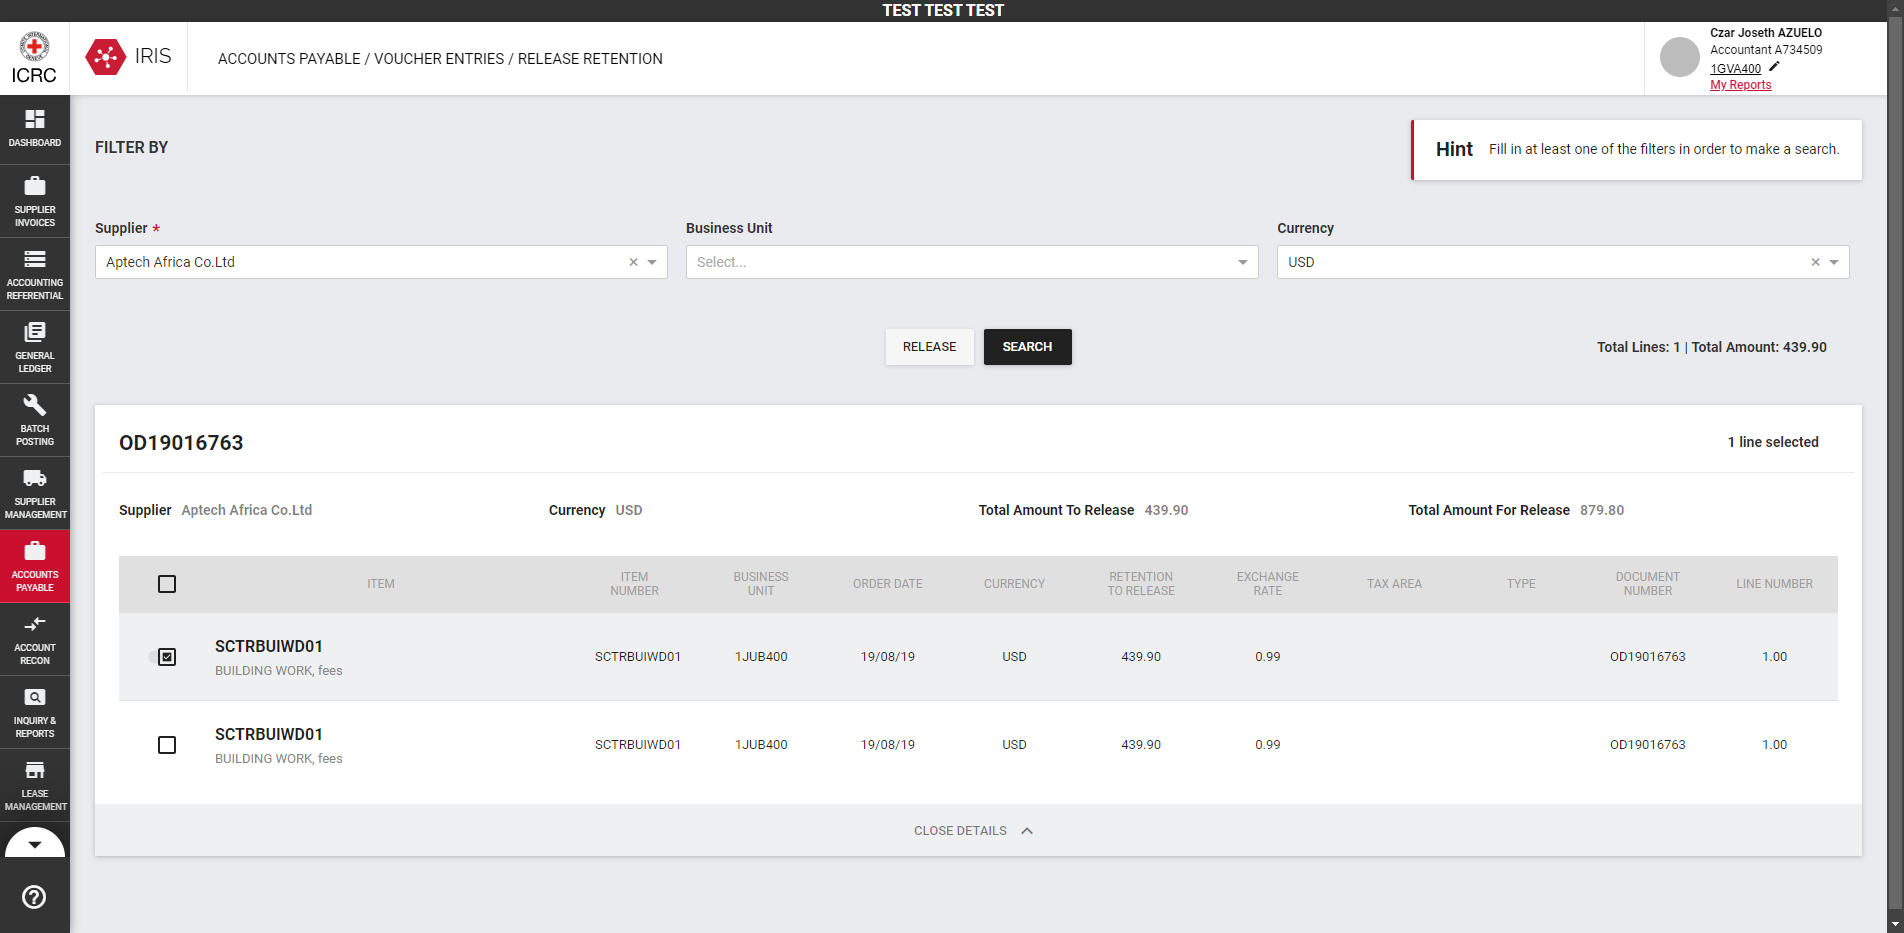 TEST TEST TEST
ICRC
IRIS
ACCOUNTS PAYABLE / VOUCHER ENTRIES / RELEASE RETENTION
Czar Joseth AZUELO
Accountant A734509
1GVA400
My Reports
DASHBOARD
SUPPLIER
INVOICES
ACCOUNTING
REFERENTIAL
GENERAL
LEDGER
BATCH
POSTING
SUPPLIER
MANAGEMENT
ACCOUNTS
PAYABLE
ACCOUNT
RECON
INQUIRY &
REPORTS
LEASE
MANAGEMENT
FILTER BY
Hint Fill in at least one of the filters in order to make a search.
Supplier *
Aptech Africa Co.Ltd
Business Unit
Select...
Currency
USD
RELEASE
SEARCH
Total Lines: 1 | Total Amount: 439.90
OD19016763
1 line selected
Supplier Aptech Africa Co.Ltd
Currency USD
Total Amount To Release 439.90
Total Amount For Release 879.80
ITEM
ITEM
NUMBER
BUSINESS
UNIT
ORDER DATE
CURRENCY
RETENTION
TO RELEASE
EXCHANGE
RATE
TAX AREA
TYPE
DOCUMENT
NUMBER
LINE NUMBER
SCTRBUIWD01
BUILDING WORK, fees
SCTRBUIWD01 1JUB400 19/08/19 USD 439.90 0.99 OD19016763 1.00
SCTRBUIWD01
BUILDING WORK, fees
SCTRBUIWD01 1JUB400 19/08/19 USD 439.90 0.99 OD19016763 1.00
CLOSE DETAILS